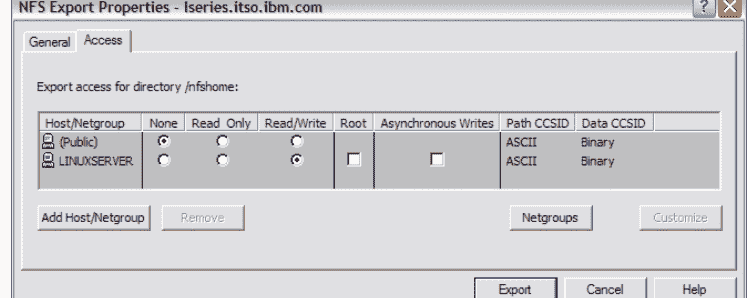 NFS Export Properties - Iseries.itso.ibm.com
General Access
Export access for directory /nfshome:
Host/Netgroup None Read Only Read/Write Root Asynchronous Writes Path CCSID Data CCSID
(Public) ASCII Binary
LINUXSERVER ASCII Binary
Add Host/Netgroup Remove Netgroups Customize
Export Cancel Help